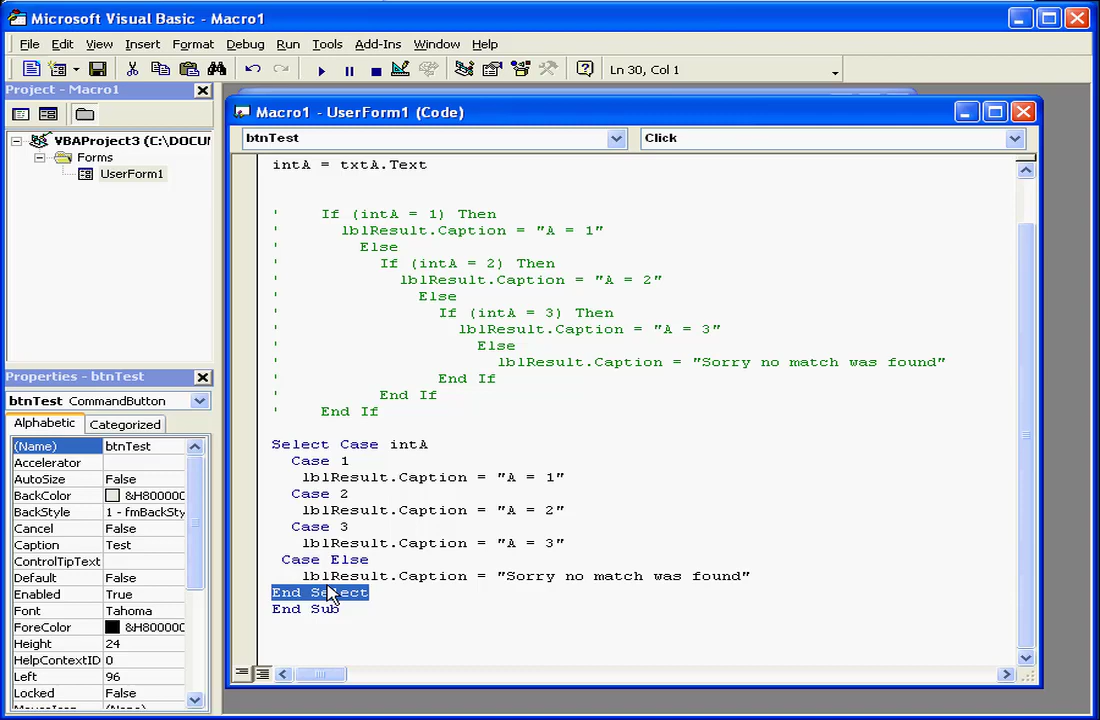 Microsoft Visual Basic - Macro1
File Edit View Insert Format Debug Run Tools Add-Ins Window Help
Ln 30, Col 1
Project - Macro1
VBAProject3 (C:\DOCUM
Forms
UserForm1
Properties - btnTest
btnTest CommandButton
Alphabetic Categorized
(Name) btnTest
Accelerator
AutoSize False
BackColor &H800000
BackStyle 1 - fmBackSty
Cancel False
Caption Test
ControlTipText
Default False
Enabled True
Font Tahoma
ForeColor &H800000
Height 24
HelpContextID 0
Left 96
Locked False
MouseIcon (None)
Macro1 - UserForm1 (Code)
btnTest Click
intA = txtA.Text
' If (intA = 1) Then
' lblResult.Caption = "A = 1"
' Else
' If (intA = 2) Then
' lblResult.Caption = "A = 2"
' Else
' If (intA = 3) Then
' lblResult.Caption = "A = 3"
' Else
' lblResult.Caption = "Sorry no match was found"
' End If
' End If
' End If
Select Case intA
Case 1
lblResult.Caption = "A = 1"
Case 2
lblResult.Caption = "A = 2"
Case 3
lblResult.Caption = "A = 3"
Case Else
lblResult.Caption = "Sorry no match was found"
End Select
End Sub